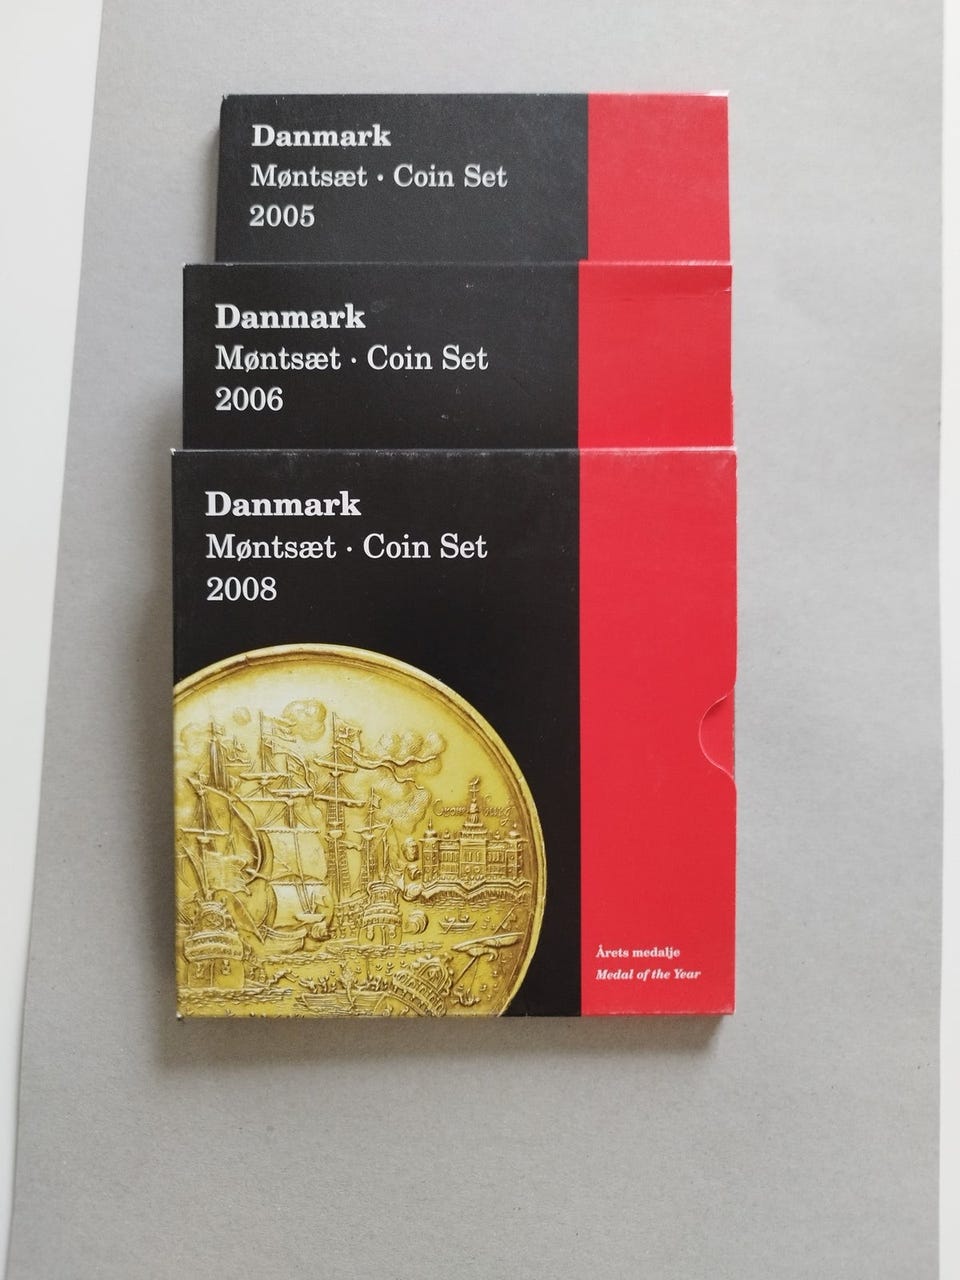 Danmark
Møntsæt · Coin Set
2005
Danmark
Møntsæt · Coin Set
2006
Danmark
Møntsæt · Coin Set
2008
Årets medalje
Medal of the Year